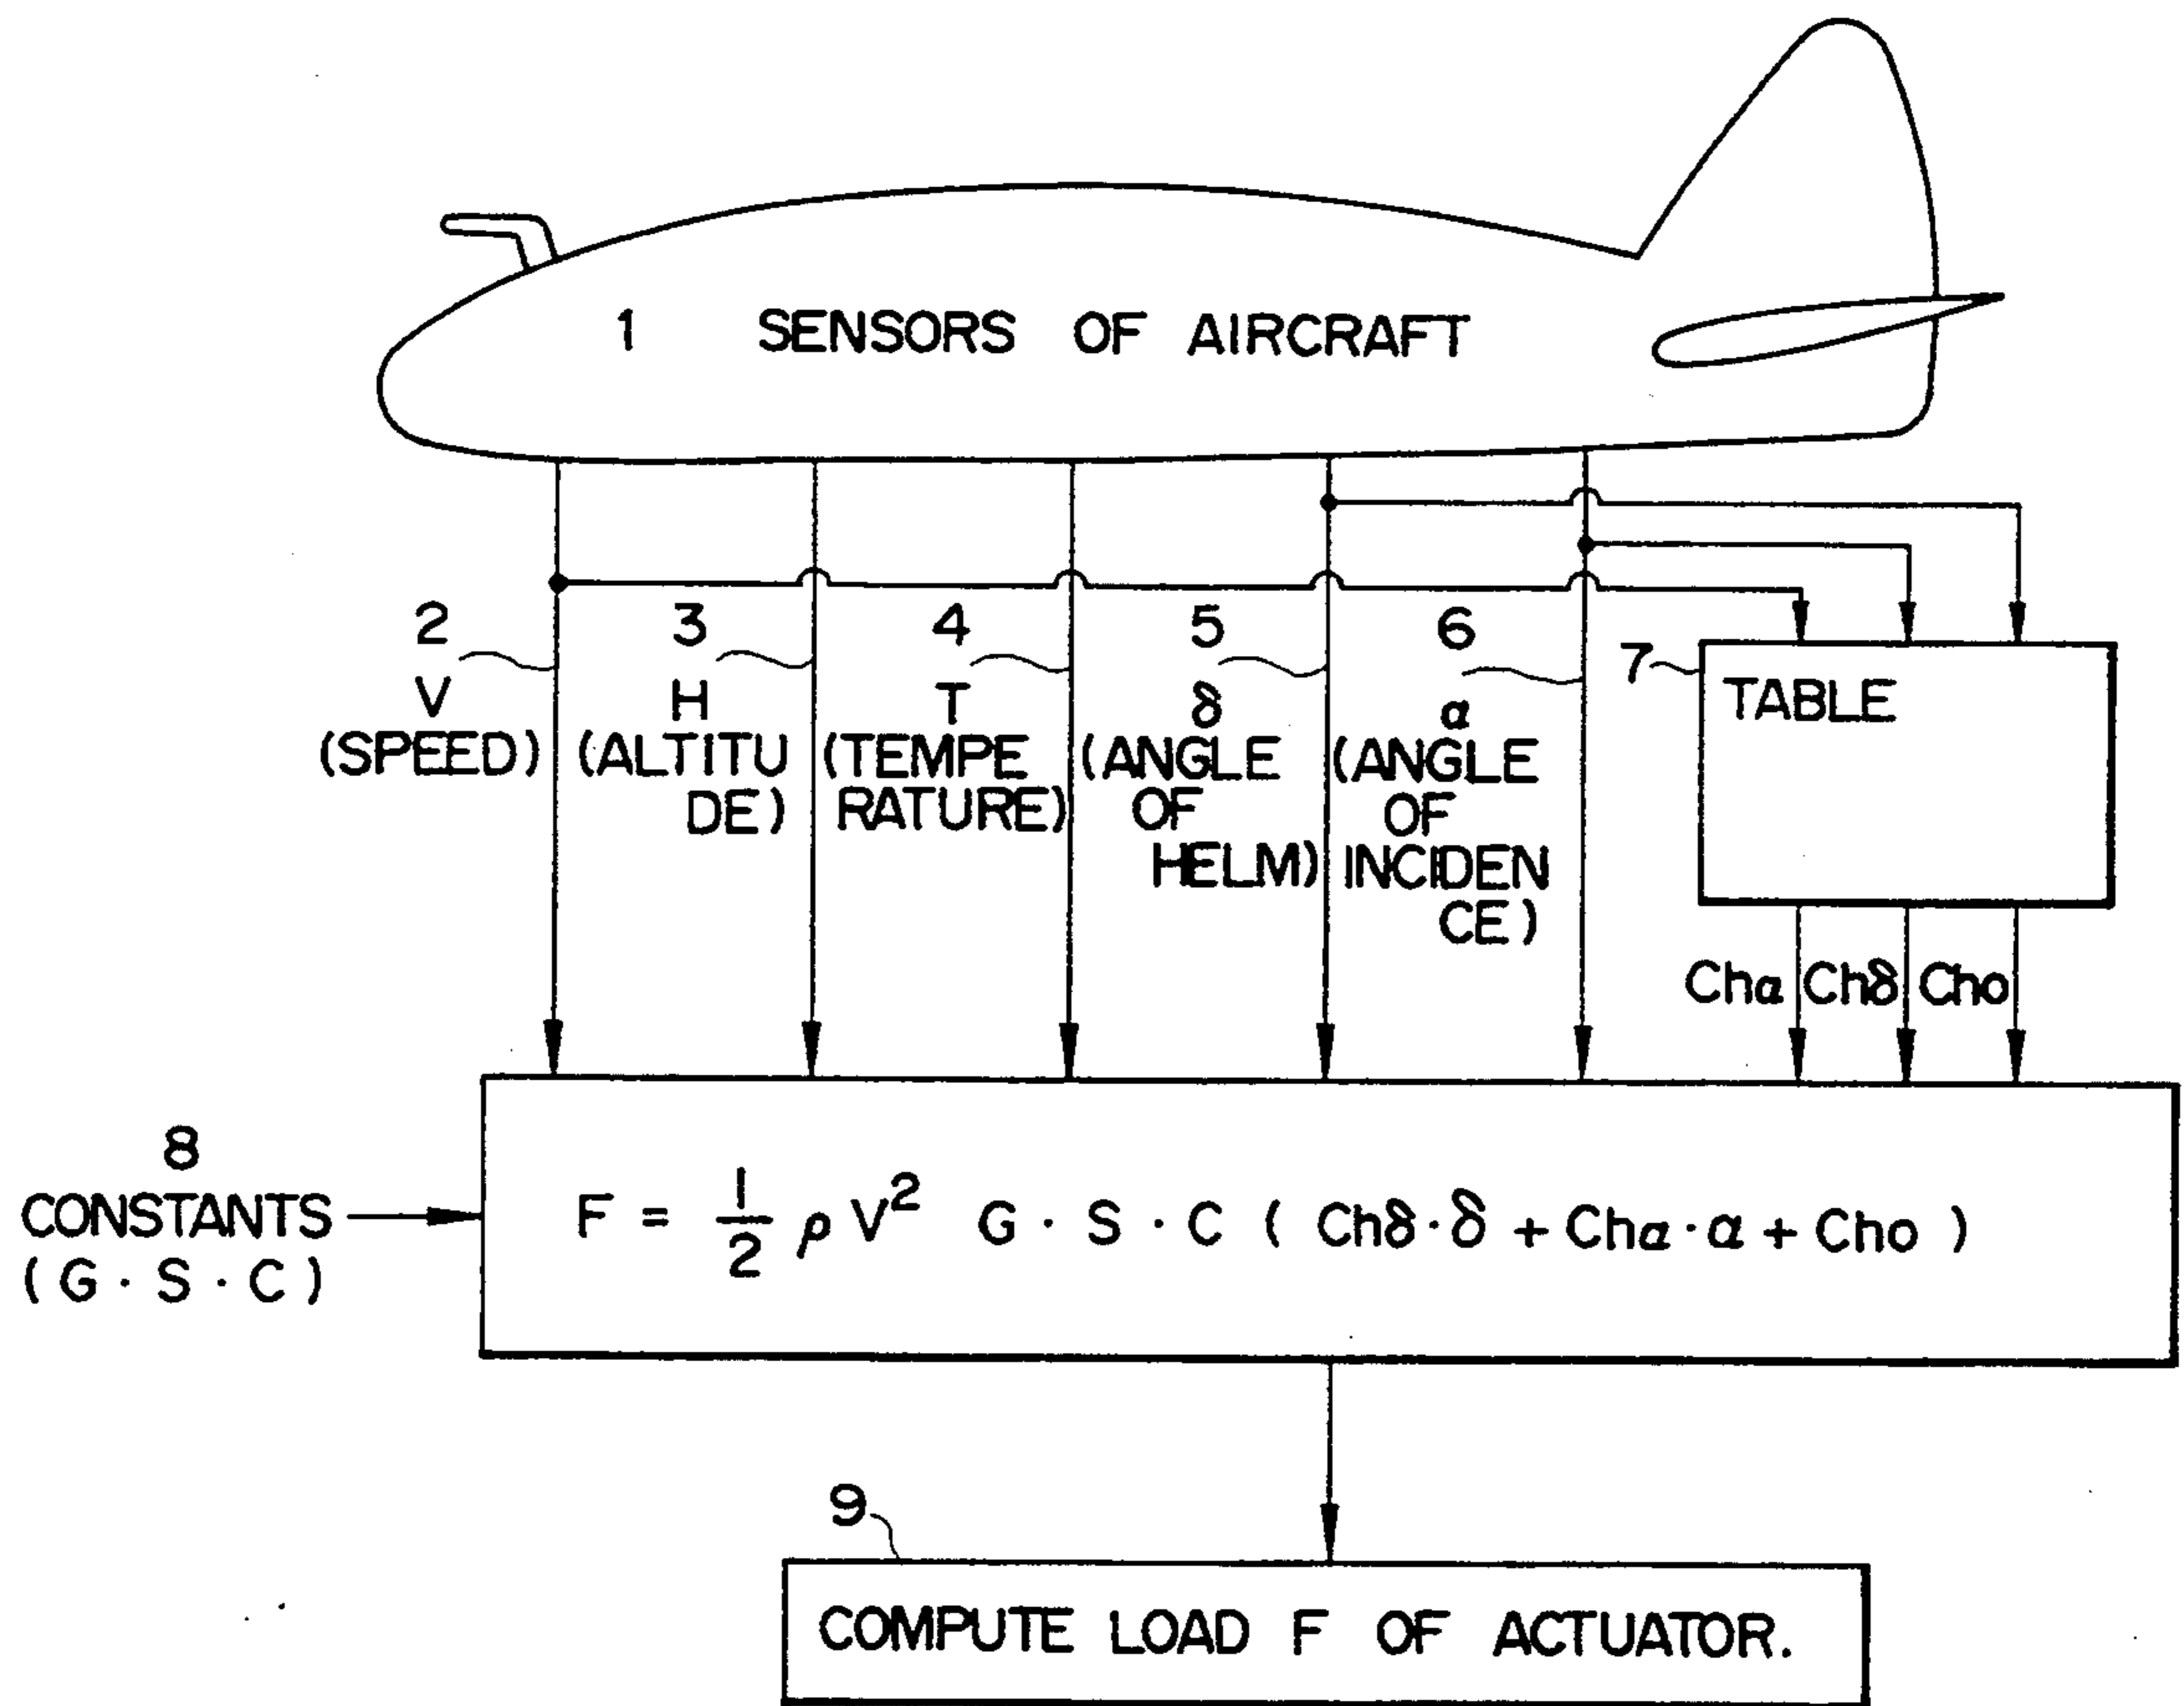 1 SENSORS OF AIRCRAFT
2
V
(SPEED)
3
H
(ALTITU
DE)
4
T
(TEMPE
RATURE)
5
δ
(ANGLE
OF
HELM)
6
α
(ANGLE
OF
INCIDEN
CE)
7
TABLE
Chα Chδ Cho
8
CONSTANTS
(G · S · C)
F = 1/2 ρ V² G · S · C ( Chδ · δ + Chα · α + Cho )
9
COMPUTE LOAD F OF ACTUATOR.